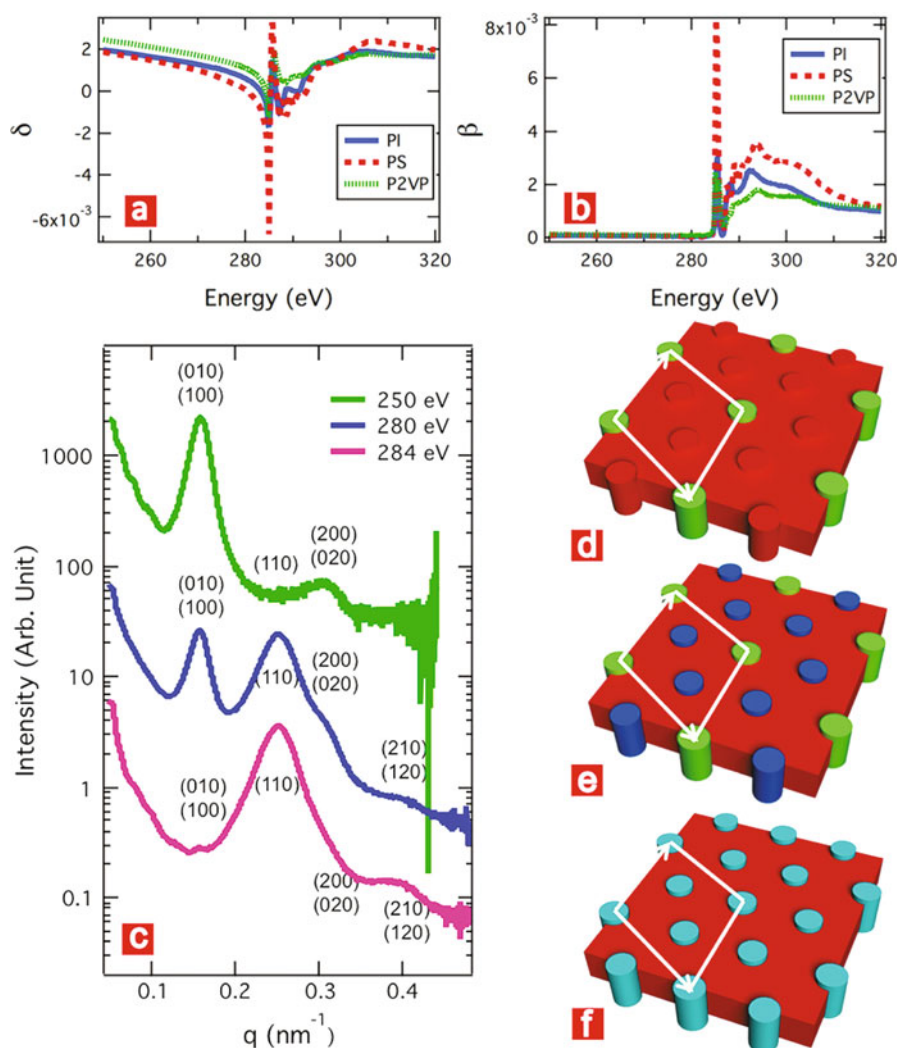 2
0
-2
-6x10⁻³
δ
PI
PS
P2VP
a
260
280
300
320
Energy (eV)
8x10⁻³
6
4
2
0
β
PI
PS
P2VP
b
260
280
300
320
Energy (eV)
1000
100
10
1
0.1
Intensity (Arb. Unit)
(010)
(100)
250 eV
280 eV
284 eV
(200)
(110)
(020)
(010)
(100)
(200)
(110)
(020)
(210)
(120)
(010)
(100)
(110)
(200)
(020)
(210)
(120)
c
0.1
0.2
0.3
0.4
q (nm⁻¹)
d
e
f